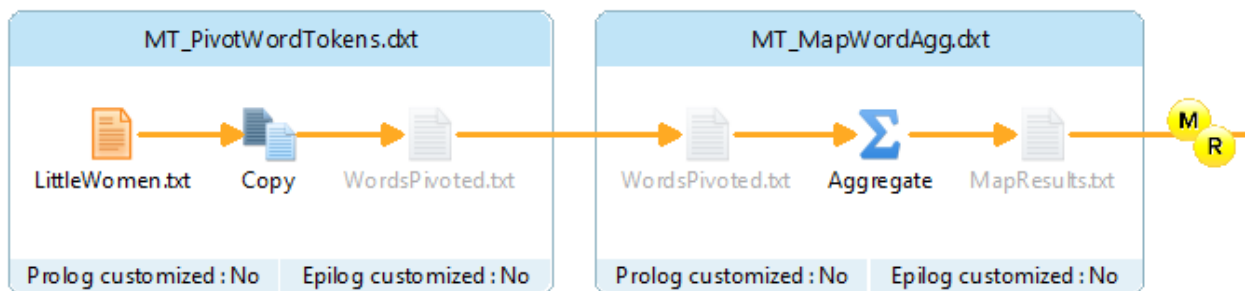 MT_PivotWordTokens.dxt
LittleWomen.txt Copy WordsPivoted.txt
Prolog customized : No Epilog customized : No
MT_MapWordAgg.dxt
WordsPivoted.txt Aggregate MapResults.txt
Prolog customized : No Epilog customized : No
M
R